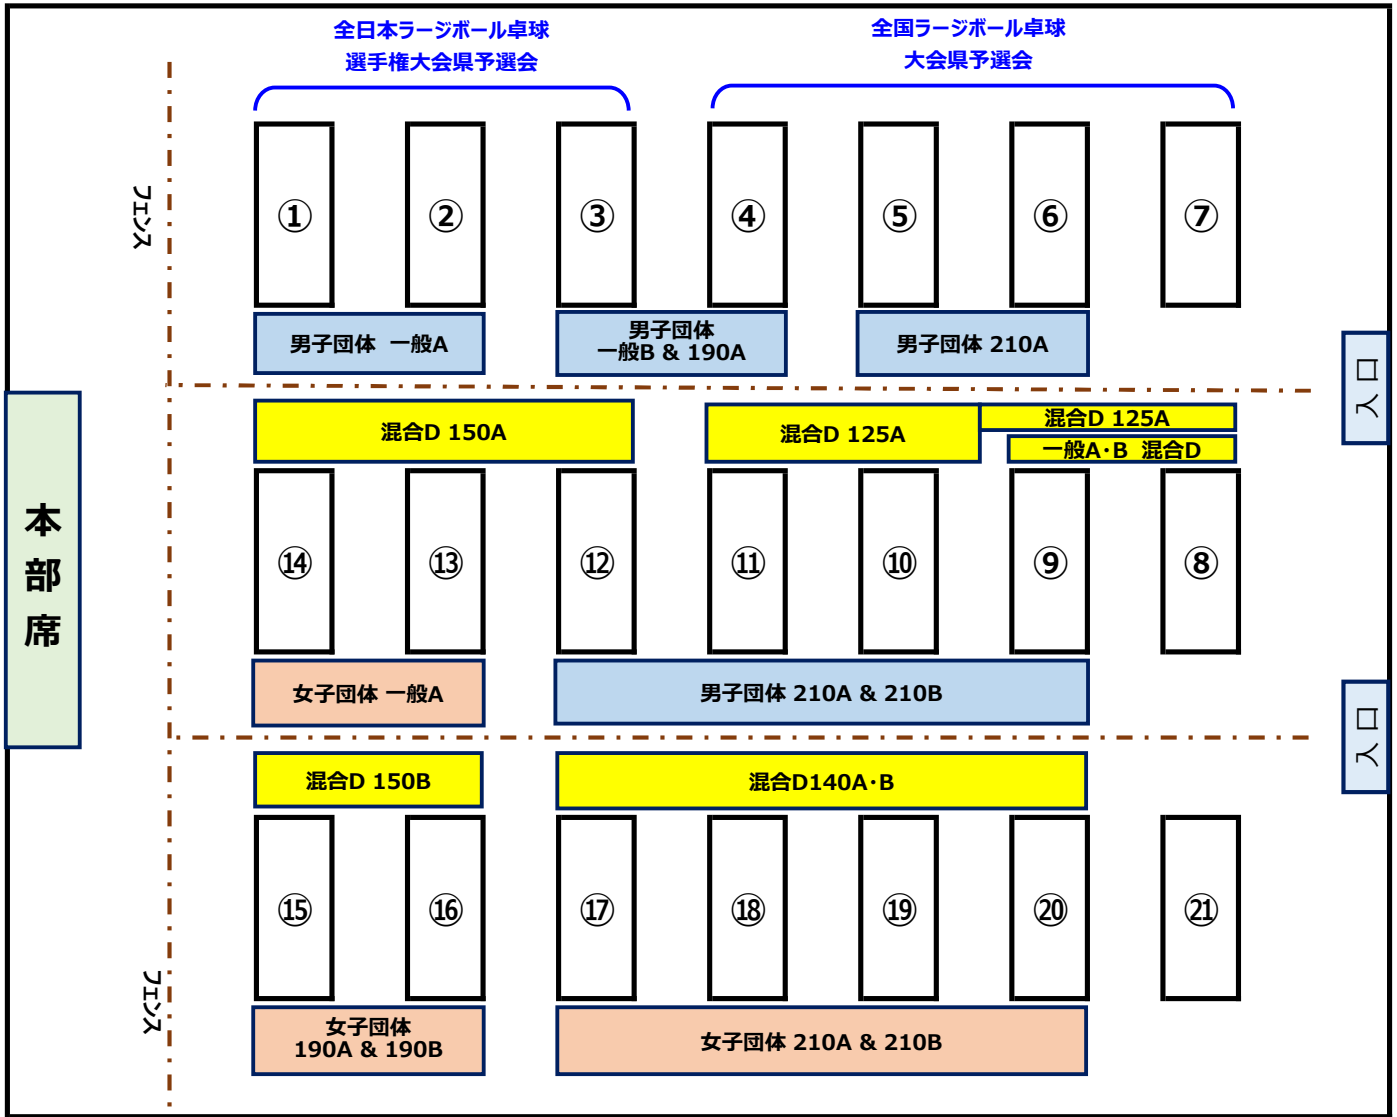 全日本ラージボール卓球
選手権大会県予選会
全国ラージボール卓球
大会県予選会
フェンス
①
②
③
④
⑤
⑥
⑦
男子団体 一般A
男子団体
一般B & 190A
男子団体 210A
入口
混合D 150A
混合D 125A
混合D 125A
一般A・B 混合D
本部席
⑭
⑬
⑫
⑪
⑩
⑨
⑧
女子団体 一般A
男子団体 210A & 210B
入口
混合D 150B
混合D140A・B
⑮
⑯
⑰
⑱
⑲
⑳
㉑
フェンス
女子団体
190A & 190B
女子団体 210A & 210B